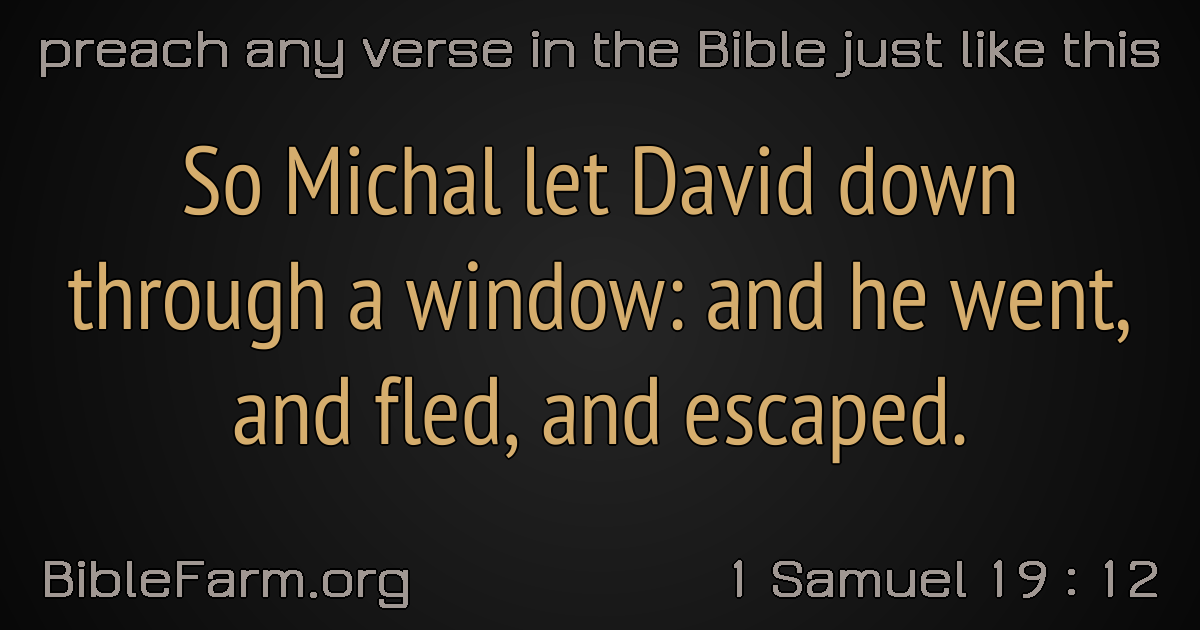 preach any verse in the Bible just like this
So Michal let David down
through a window: and he went,
and fled, and escaped.
BibleFarm.org
1 Samuel 19 : 12